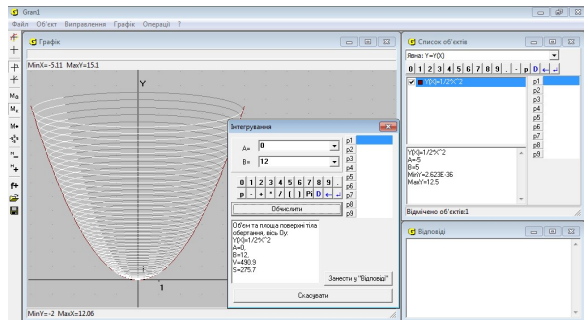 Gran1
Файл Об'єкт Виправлення Графік Операції ?
Графік
MinX=-5.11 MaxX=15.1
Y
1
MinY=-2 MaxX=12.06
Інтегрування
A= 0
B= 12
p1
p2
p3
p4
p5
p6
p7
p8
p9
0 1 2 3 4 5 6 7 8 9 .
p - + * / ( ) Pi D ← ↵
Обчислити
Об'єм та площа поверхні тіла
обертання, вісь Oy:
Y(X)=1/2*X^2
A=0,
B=12,
V=490.9
S=275.7
Занести у "Відповіді"
Скасувати
Список об'єктів
Явна: Y=Y(X)
0 1 2 3 4 5 6 7 8 9 . - p D ← ↵
Y(X)=1/2*X^2
p1
p2
p3
p4
p5
p6
p7
p8
p9
Y(X)=1/2*X^2
A=-5
B=5
MinY=2.623E-36
MaxY=12.5
Відмічено об'єктів:1
Відповіді